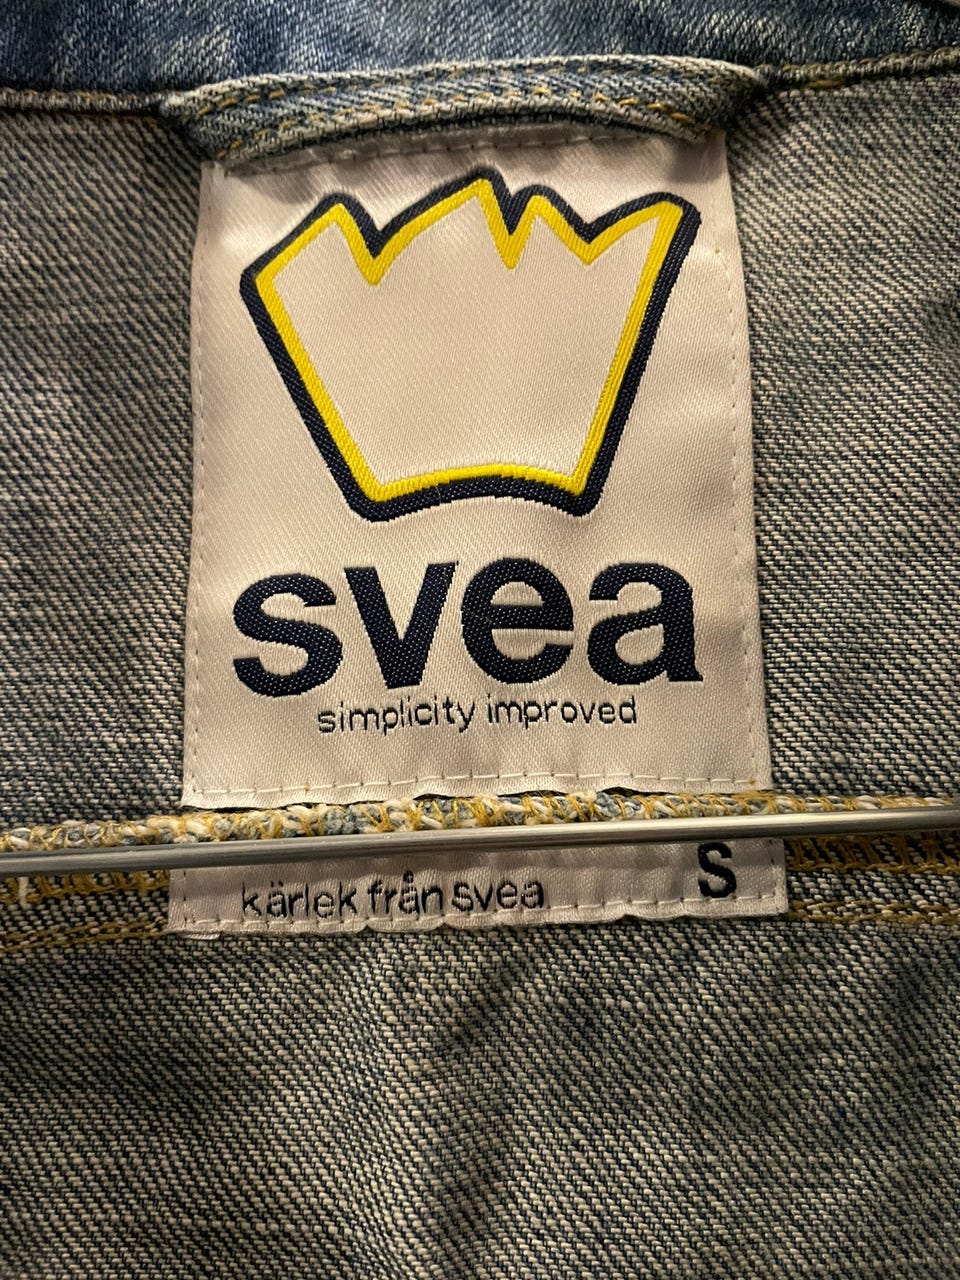 svea
simplicity improved
kärlek från svea
S